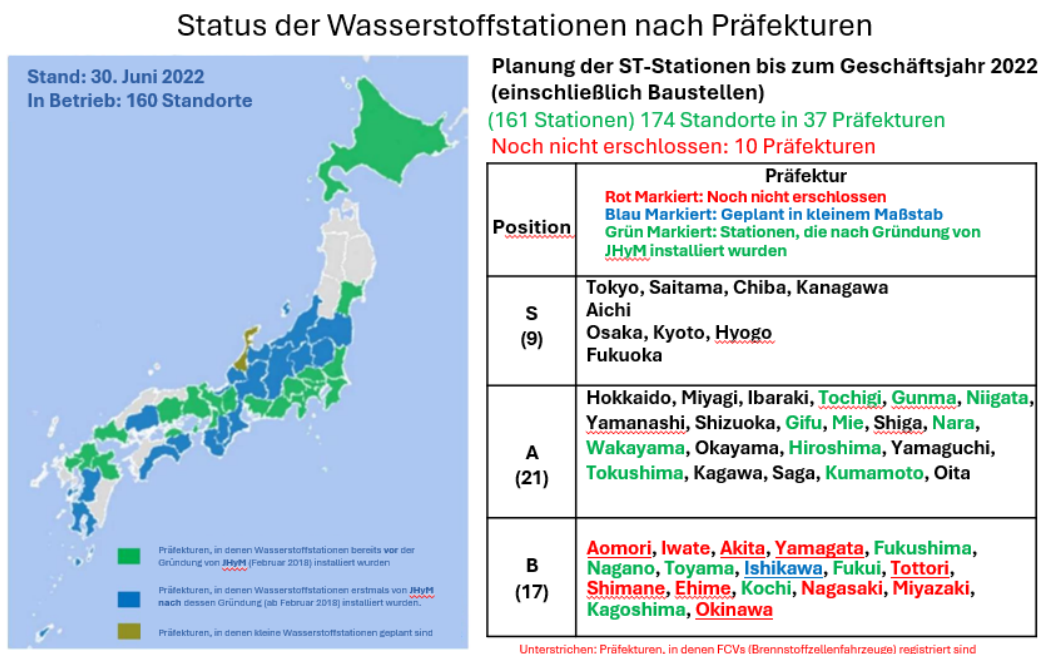 Status der Wasserstoffstationen nach Präfekturen
Stand: 30. Juni 2022
In Betrieb: 160 Standorte
Präfekturen, in denen Wasserstoffstationen bereits vor der
Gründung von JHyM (Februar 2018) installiert wurden
Präfekturen, in denen Wasserstoffstationen erstmals von JHyM
nach dessen Gründung (ab Februar 2018) installiert wurden.
Präfekturen, in denen kleine Wasserstoffstationen geplant sind
Planung der ST-Stationen bis zum Geschäftsjahr 2022
(einschließlich Baustellen)
(161 Stationen) 174 Standorte in 37 Präfekturen
Noch nicht erschlossen: 10 Präfekturen
Position
Präfektur
Rot Markiert: Noch nicht erschlossen
Blau Markiert: Geplant in kleinem Maßstab
Grün Markiert: Stationen, die nach Gründung von
JHyM installiert wurden
S
(9)
Tokyo, Saitama, Chiba, Kanagawa
Aichi
Osaka, Kyoto, Hyogo
Fukuoka
A
(21)
Hokkaido, Miyagi, Ibaraki, Tochigi, Gunma, Niigata,
Yamanashi, Shizuoka, Gifu, Mie, Shiga, Nara,
Wakayama, Okayama, Hiroshima, Yamaguchi,
Tokushima, Kagawa, Saga, Kumamoto, Oita
B
(17)
Aomori, Iwate, Akita, Yamagata, Fukushima,
Nagano, Toyama, Ishikawa, Fukui, Tottori,
Shimane, Ehime, Kochi, Nagasaki, Miyazaki,
Kagoshima, Okinawa
Unterstrichen: Präfekturen, in denen FCVs (Brennstoffzellenfahrzeuge) registriert sind